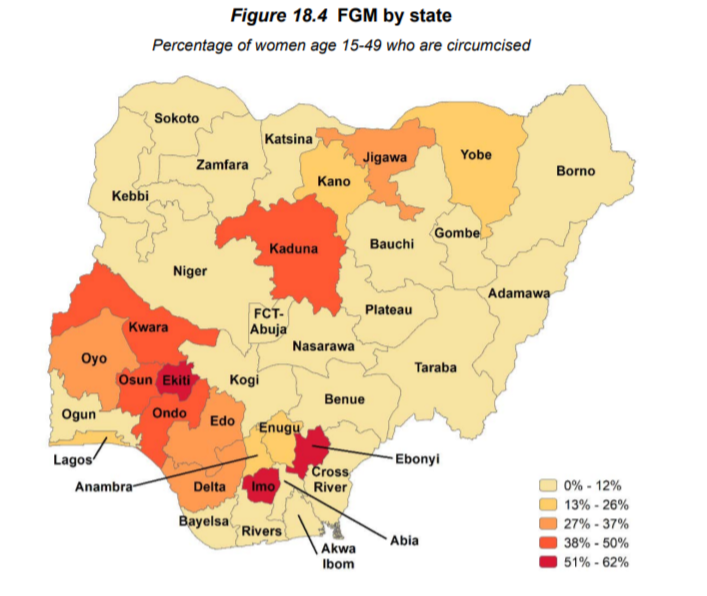 Figure 18.4 FGM by state
Percentage of women age 15-49 who are circumcised
Sokoto
Katsina
Zamfara
Jigawa
Yobe
Kano
Borno
Kebbi
Gombe
Bauchi
Kaduna
Niger
Adamawa
Plateau
FCT-
Abuja
Kwara
Nasarawa
Oyo
Taraba
Osun
Ekiti
Kogi
Benue
Ogun
Ondo
Edo
Enugu
Lagos
Ebonyi
Anambra
Delta
Imo
Cross
River
Bayelsa
Rivers
Abia
Akwa
Ibom
0% - 12%
13% - 26%
27% - 37%
38% - 50%
51% - 62%